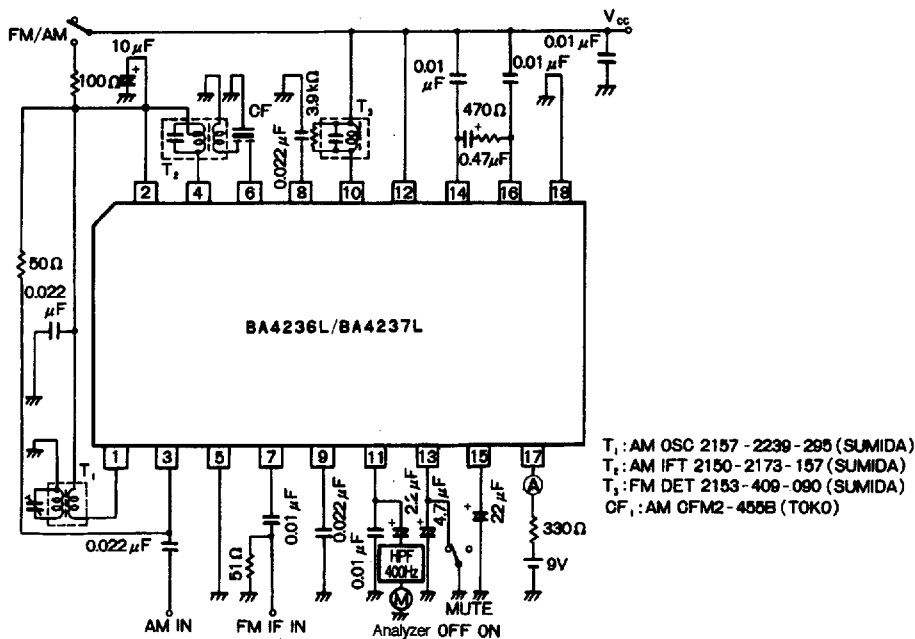 FM/AM
10μF
100Ω
T₂
CF
0.022μF
3.9kΩ
T₃
0.01 μF
470Ω
0.47μF
0.01μF
0.01μF
Vcc
2
4
6
8
10
12
14
16
18
50Ω
0.022 μF
BA4236L/BA4237L
1
3
5
7
9
11
13
15
17
T₁
0.022μF
AM IN
0.01μF
51Ω
FM IF IN
0.022μF
0.01μF
2.2μF
HPF 400Hz
M
Analyzer
4.7
MUTE
OFF ON
22μF
A
330Ω
9V
T₁: AM OSC 2157-2239-295 (SUMIDA)
T₂: AM IFT 2150-2173-157 (SUMIDA)
T₃: FM DET 2153-409-090 (SUMIDA)
CF₁: AM CFM2-455B (TOKO)